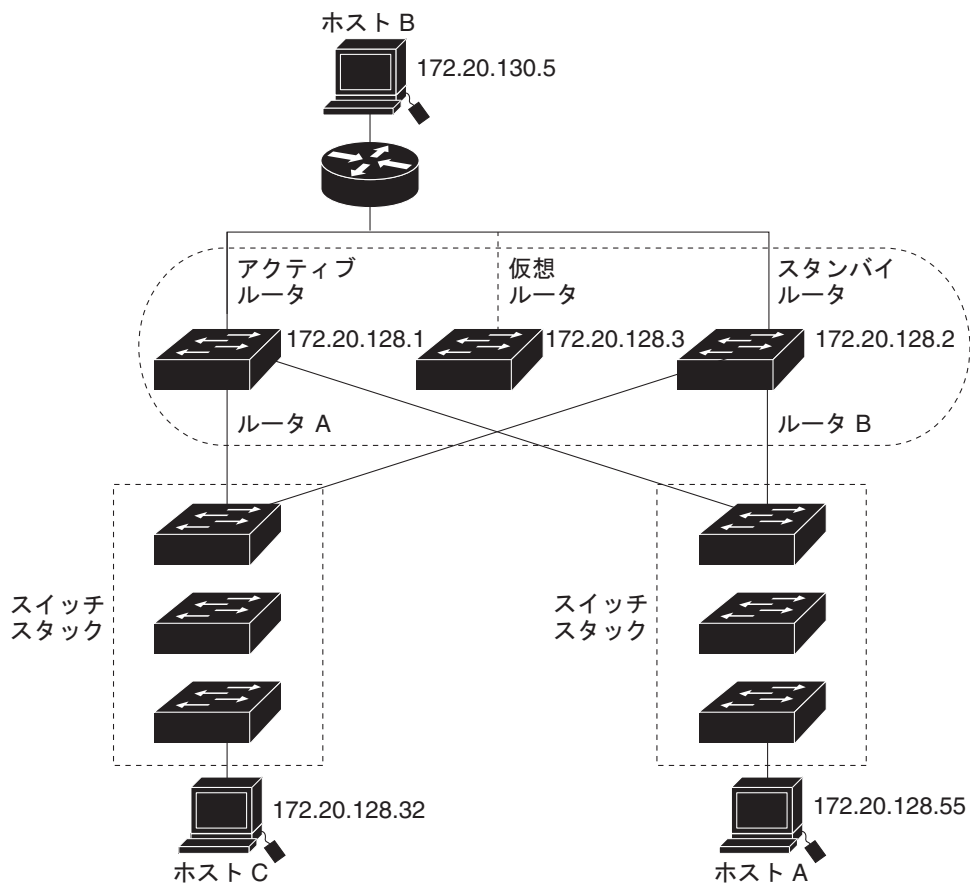 ホスト B
172.20.130.5
アクティブ
ルータ
仮想
ルータ
スタンバイ
ルータ
172.20.128.1
172.20.128.3
172.20.128.2
ルータ A
ルータ B
スイッチ
スタック
スイッチ
スタック
172.20.128.32
172.20.128.55
ホスト C
ホスト A